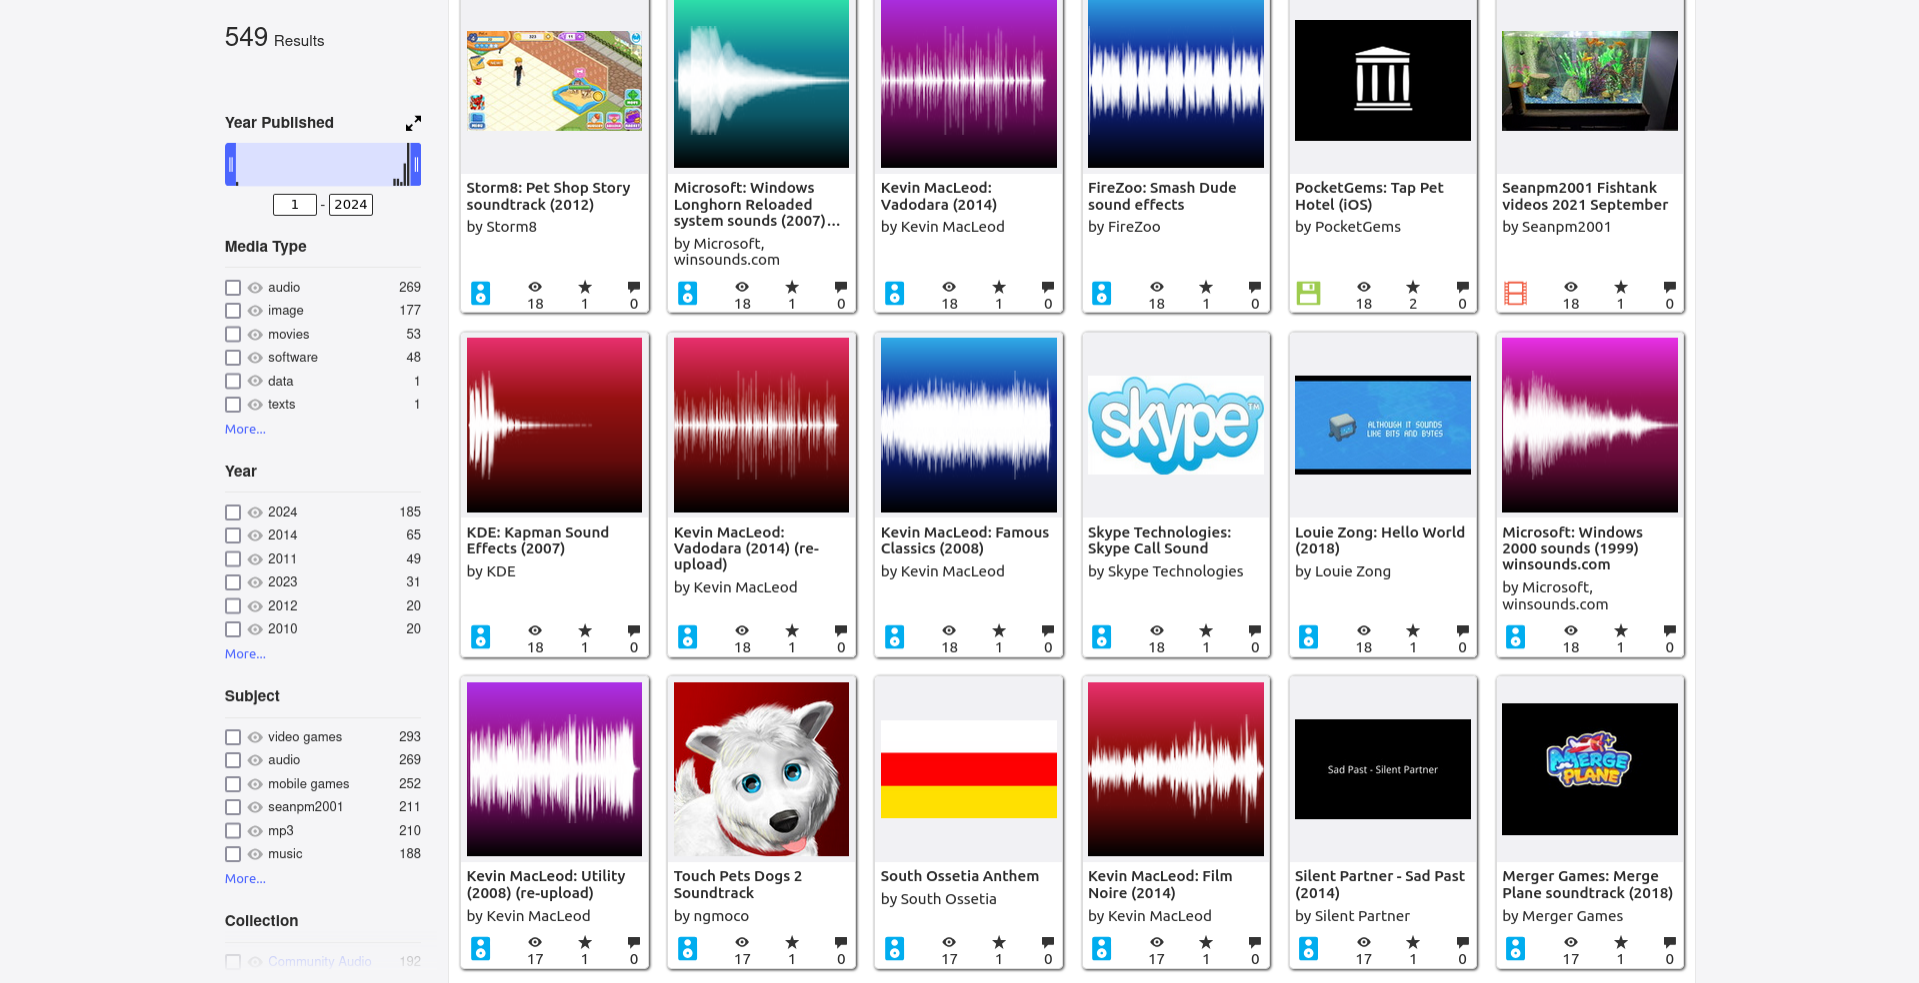 549 Results
Year Published
1 - 2024
Media Type
audio 269
image 177
movies 53
software 48
data 1
texts 1
More...
Year
2024 185
2014 65
2011 49
2023 31
2012 20
2010 20
More...
Subject
video games 293
audio 269
mobile games 252
seanpm2001 211
mp3 210
music 188
More...
Collection
Community Audio 192
Storm8: Pet Shop Story
soundtrack (2012)
by Storm8
18 1 0
Microsoft: Windows
Longhorn Reloaded
system sounds (2007)...
by Microsoft,
winsounds.com
18 1 0
Kevin MacLeod:
Vadodara (2014)
by Kevin MacLeod
18 1 0
FireZoo: Smash Dude
sound effects
by FireZoo
18 1 0
PocketGems: Tap Pet
Hotel (iOS)
by PocketGems
18 2 0
Seanpm2001 Fishtank
videos 2021 September
by Seanpm2001
18 1 0
KDE: Kapman Sound
Effects (2007)
by KDE
18 1 0
Kevin MacLeod:
Vadodara (2014) (re-
upload)
by Kevin MacLeod
18 1 0
Kevin MacLeod: Famous
Classics (2008)
by Kevin MacLeod
18 1 0
skype TM
Skype Technologies:
Skype Call Sound
by Skype Technologies
18 1 0
ALTHOUGH IT SOUNDS
LIKE BITS AND BYTES
Louie Zong: Hello World
(2018)
by Louie Zong
18 1 0
Microsoft: Windows
2000 sounds (1999)
winsounds.com
by Microsoft,
winsounds.com
18 1 0
Kevin MacLeod: Utility
(2008) (re-upload)
by Kevin MacLeod
17 1 0
Touch Pets Dogs 2
Soundtrack
by ngmoco
17 1 0
South Ossetia Anthem
by South Ossetia
17 1 0
Kevin MacLeod: Film
Noire (2014)
by Kevin MacLeod
17 1 0
Sad Past - Silent Partner
Silent Partner - Sad Past
(2014)
by Silent Partner
17 1 0
MERGE
PLANE
Merger Games: Merge
Plane soundtrack (2018)
by Merger Games
17 1 0